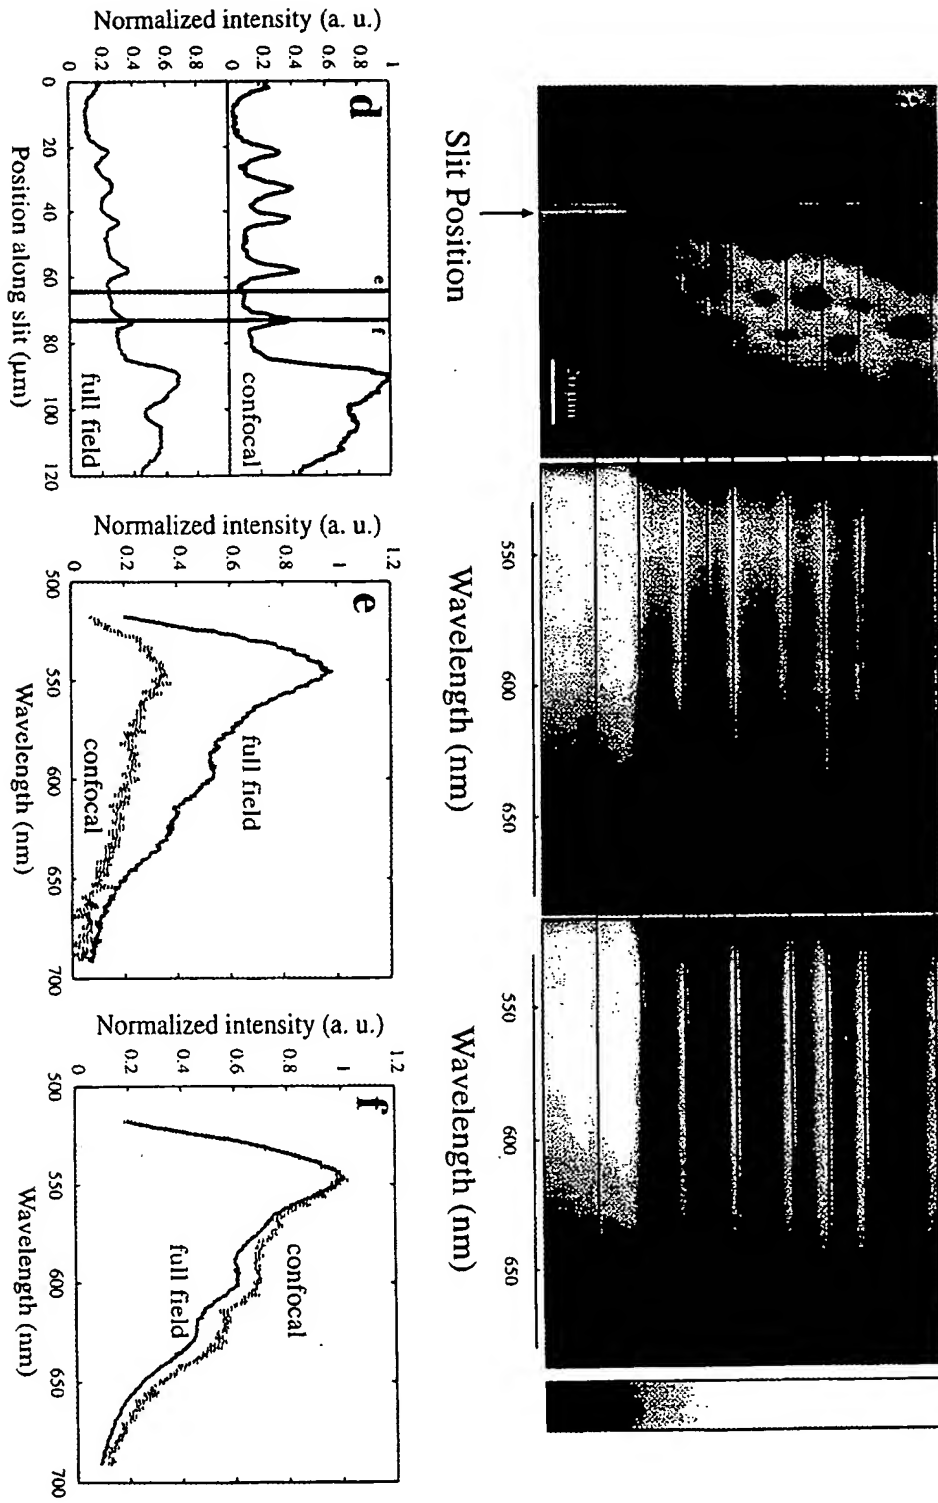 20 µm
Slit Position
550
600
650
Wavelength (nm)
550
600
650
Wavelength (nm)
d
Normalized intensity (a. u.)
1
0.8
0.6
0.4
0.2
0
0.8
0.6
0.4
0.2
0
confocal
full field
e
f
0
20
40
60
80
100
120
Position along slit (µm)
e
Normalized intensity (a. u.)
1.2
1
0.8
0.6
0.4
0.2
0
full field
confocal
500
550
600
650
700
Wavelength (nm)
f
Normalized intensity (a. u.)
1.2
1
0.8
0.6
0.4
0.2
0
confocal
full field
500
550
600
650
700
Wavelength (nm)